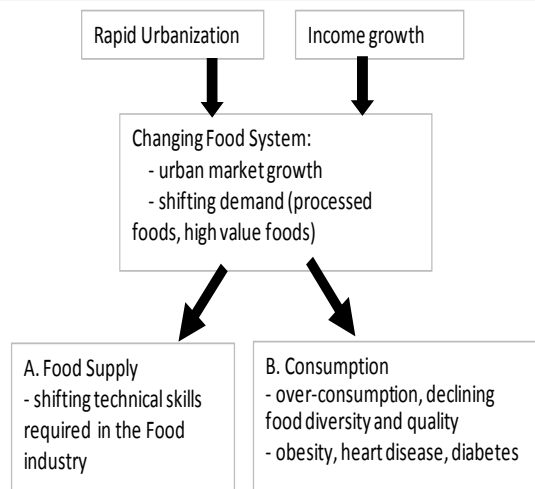 Rapid Urbanization
Income growth
Changing Food System:
- urban market growth
- shifting demand (processed
foods, high value foods)
A. Food Supply
- shifting technical skills
required in the Food
industry
B. Consumption
- over-consumption, declining
food diversity and quality
- obesity, heart disease, diabetes